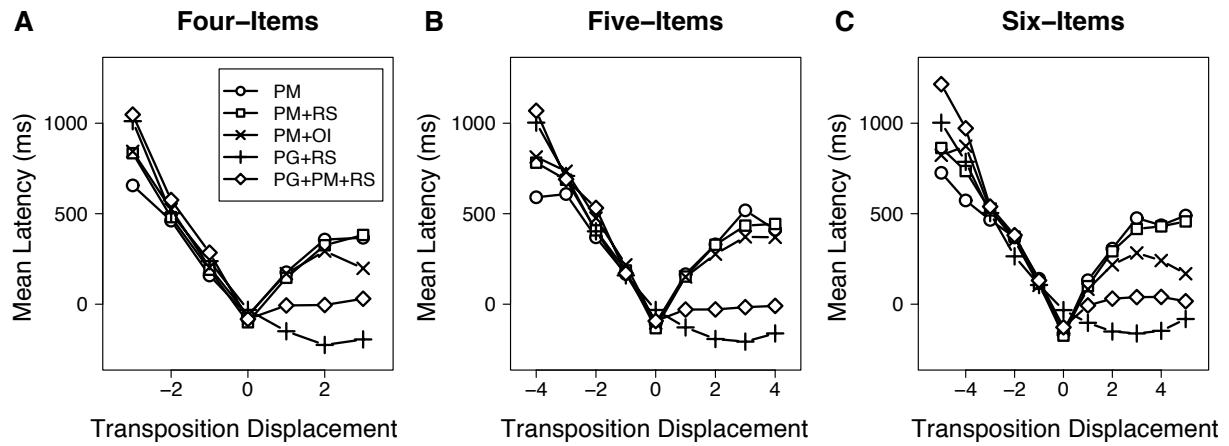 A
Four–Items
PM
PM+RS
PM+OI
PG+RS
PG+PM+RS
Mean Latency (ms)
1000
500
0
−2
0
2
Transposition Displacement
B
Five–Items
Mean Latency (ms)
1000
500
0
−4
−2
0
2
4
Transposition Displacement
C
Six–Items
Mean Latency (ms)
1000
500
0
−4
−2
0
2
4
Transposition Displacement